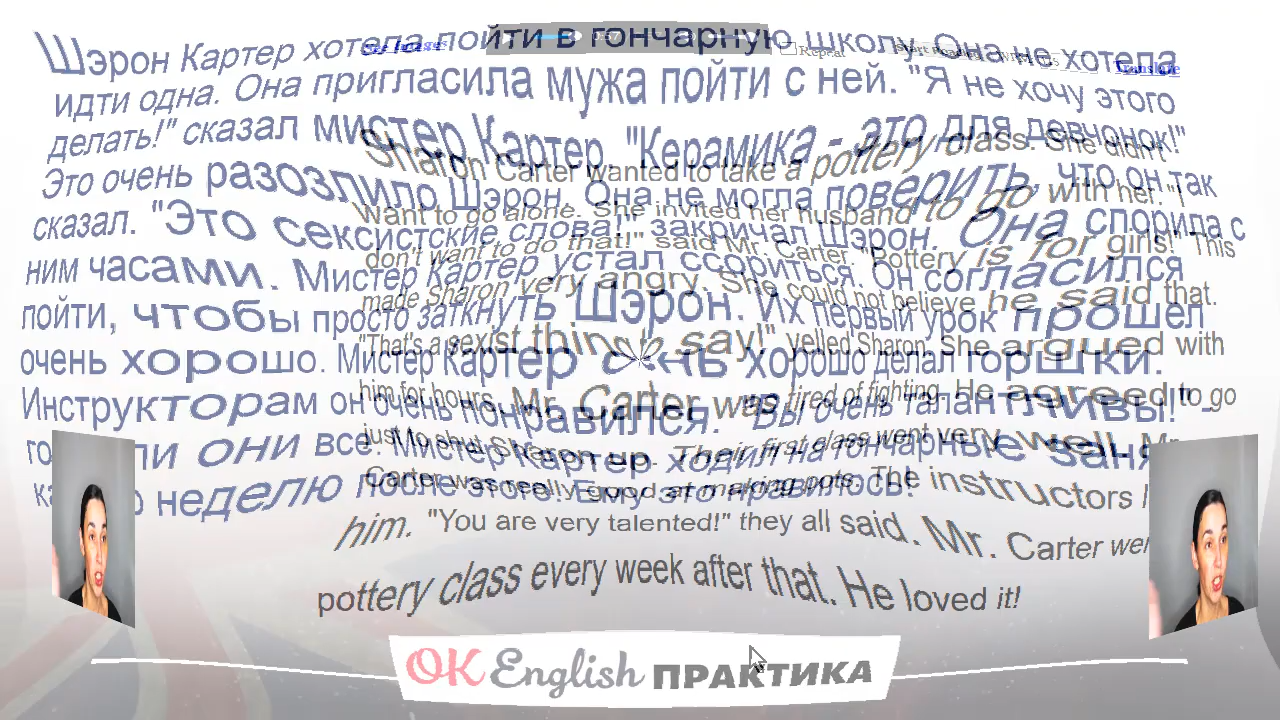 Шэрон Картер хотела пойти в гончарную школу. Она не хотела
идти одна. Она пригласила мужа пойти с ней. "Я не хочу этого
делать!" сказал мистер Картер. "Керамика - это для девчонок!"
Это очень разозлило Шэрон. Она не могла поверить, что он так
сказал. "Это сексистские слова!" закричал Шэрон. Она спорила с
ним часами. Мистер Картер устал ссориться. Он согласился
пойти, чтобы просто заткнуть Шэрон. Их первый урок прошел
очень хорошо. Мистер Картер хорошо делал горшки.
Инструкторам он очень понравился. "Вы очень талантливы!" -
они все. Мистер Картер ходил на гончарные
неделю после этого. Ему это нравилось!
Repeat
Translate
Sharon Carter wanted to take a pottery class. She didn't
want to go alone. She invited her husband to go with her. "I
don't want to do that!" said Mr. Carter. "Pottery is for girls!" This
made Sharon very angry. She could not believe he said that.
"That's a sexist thing to say!" yelled Sharon. She argued with
him for hours. Mr. Carter was tired of fighting. He agreed to go
just to shut Sharon up. Their first class went very well. Mr.
Carter was really good at making pots. The instructors
him. "You are very talented!" they all said. Mr. Carter
pottery class every week after that. He loved it!
OK English ПРАКТИКА